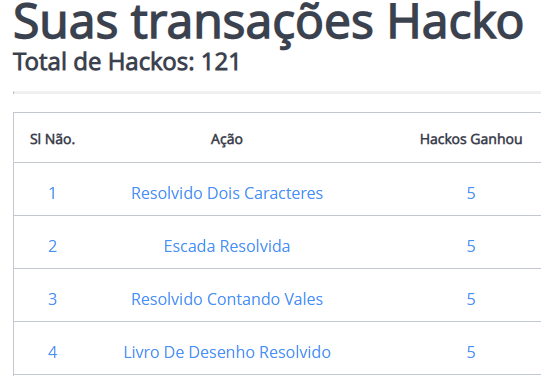 Suas transações Hacko
Total de Hackos: 121
Sl Não. Ação Hackos Ganhou
1 Resolvido Dois Caracteres 5
2 Escada Resolvida 5
3 Resolvido Contando Vales 5
4 Livro De Desenho Resolvido 5